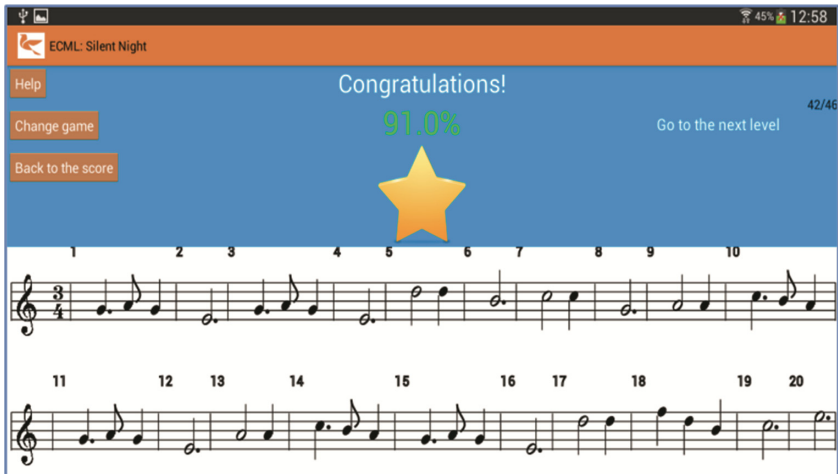 45% 12:58
ECML: Silent Night
Help
Congratulations!
42/46
Change game
91.0%
Go to the next level
Back to the score
1 2 3 4 5 6 7 8 9 10
3
4
11 12 13 14 15 16 17 18 19 20